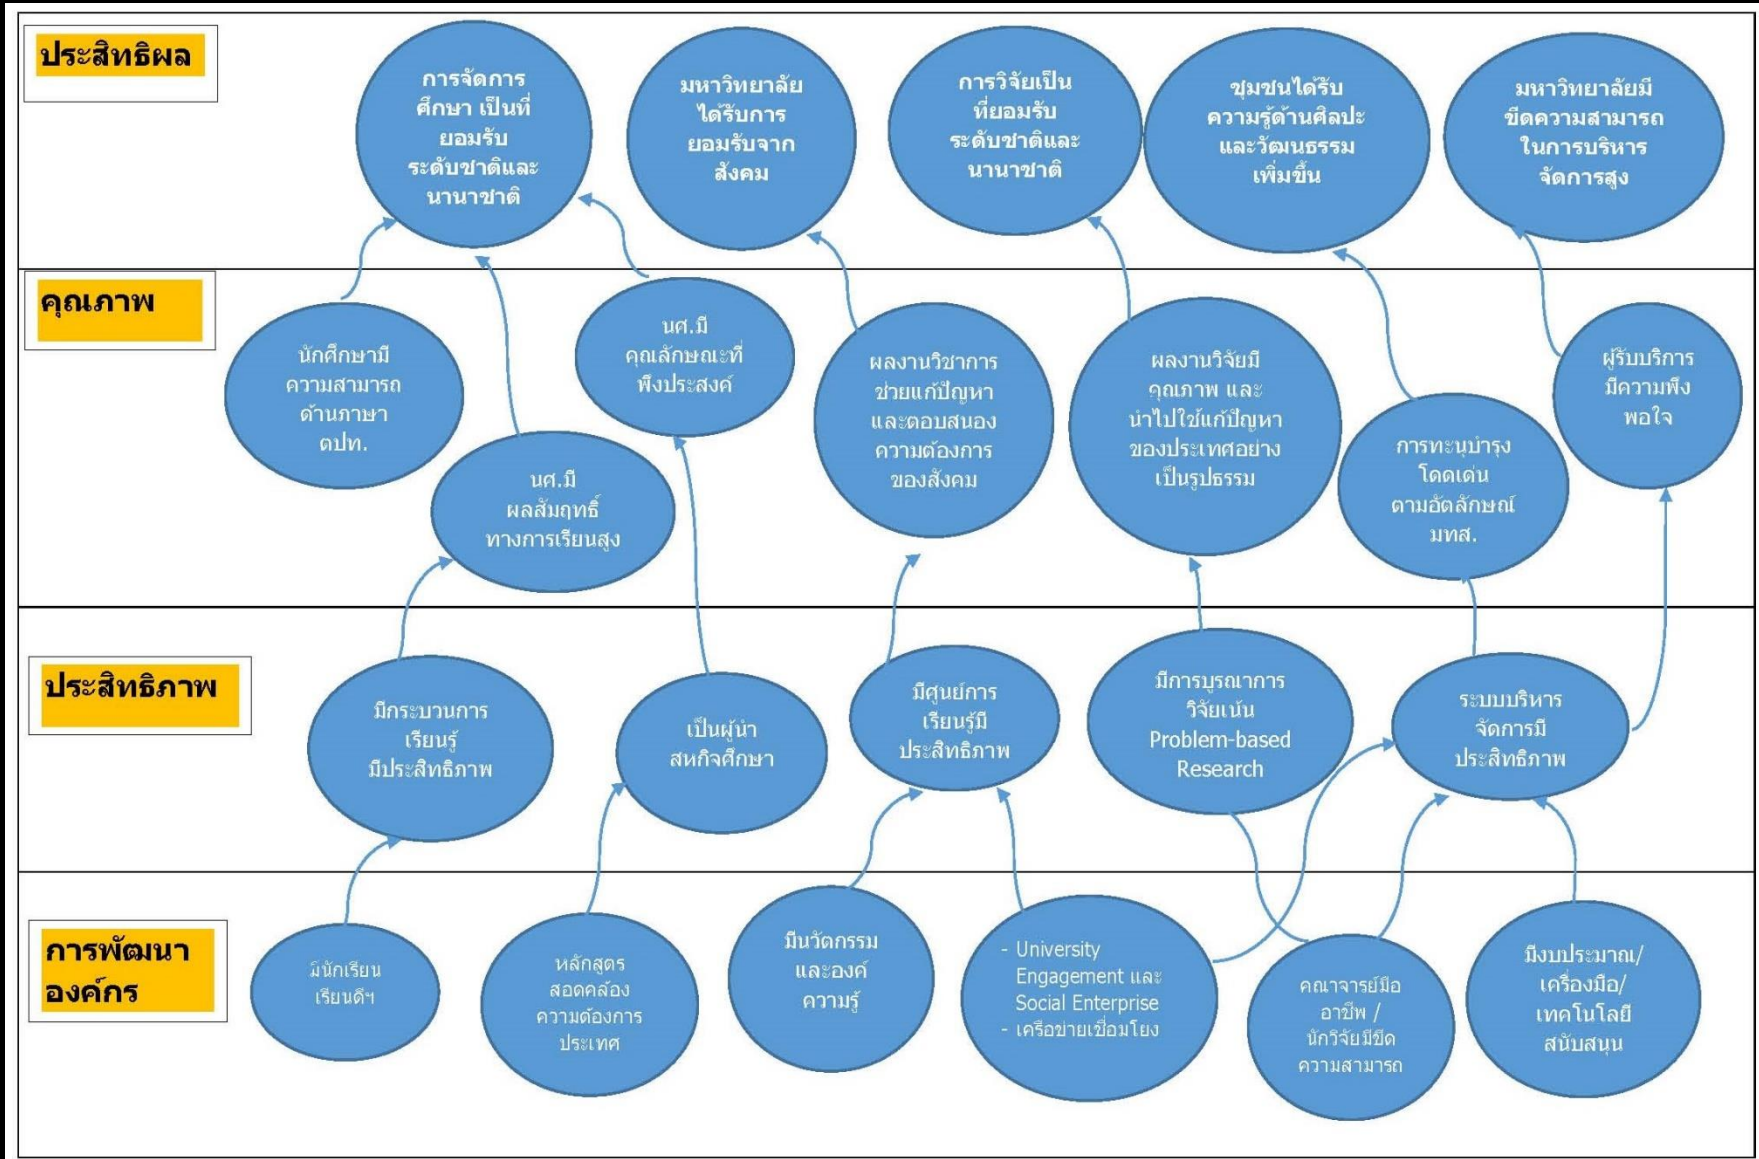 ประสิทธิผล
การจัดการ
ศึกษา เป็นที่
ยอมรับ
ระดับชาติและ
นานาชาติ
มหาวิทยาลัย
ได้รับการ
ยอมรับจาก
สังคม
การวิจัยเป็น
ที่ยอมรับ
ระดับชาติและ
นานาชาติ
ชุมชนได้รับ
ความรู้ด้านศิลปะ
และวัฒนธรรม
เพิ่มขึ้น
มหาวิทยาลัยมี
ขีดความสามารถ
ในการบริหาร
จัดการสูง
คุณภาพ
นักศึกษามี
ความสามารถ
ด้านภาษา
ตปท.
นศ.มี
ผลสัมฤทธิ์
ทางการเรียนสูง
นศ.มี
คุณลักษณะที่
พึงประสงค์
ผลงานวิชาการ
ช่วยแก้ปัญหา
และตอบสนอง
ความต้องการ
ของสังคม
ผลงานวิจัยมี
คุณภาพ และ
นำไปใช้แก้ปัญหา
ของประเทศอย่าง
เป็นรูปธรรม
การทะนุบำรุง
โดดเด่น
ตามอัตลักษณ์
มทส.
ผู้รับบริการ
มีความพึง
พอใจ
ประสิทธิภาพ
มีกระบวนการ
เรียนรู้
มีประสิทธิภาพ
เป็นผู้นำ
สหกิจศึกษา
มีศูนย์การ
เรียนรู้มี
ประสิทธิภาพ
มีการบูรณาการ
วิจัยเน้น
Problem-based
Research
ระบบบริหาร
จัดการมี
ประสิทธิภาพ
การพัฒนา
องค์กร
มีนักเรียน
เรียนดีฯ
หลักสูตร
สอดคล้อง
ความต้องการ
ประเทศ
มีนวัตกรรม
และองค์
ความรู้
- University
Engagement และ
Social Enterprise
- เครือข่ายเชื่อมโยง
คณาจารย์มือ
อาชีพ /
นักวิจัยมีขีด
ความสามารถ
มีงบประมาณ/
เครื่องมือ/
เทคโนโลยี
สนับสนุน